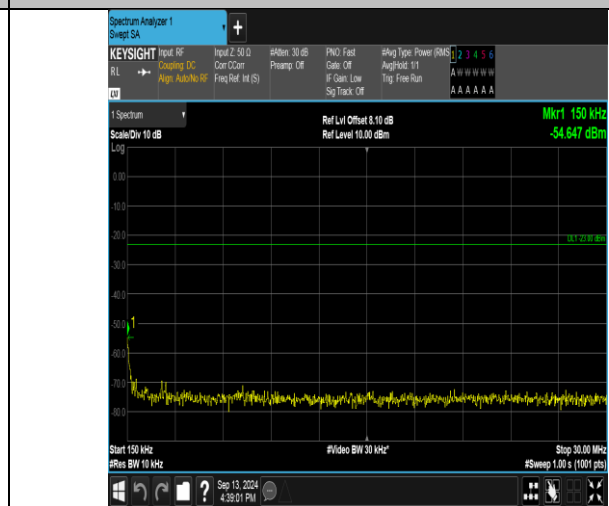 Spectrum Analyzer 1
Swept SA
+
KEYSIGHT
RL
Input: RF
Coupling: DC
Align: Auto/No RF
Input Z: 50 Ω
Corr CCorr
Freq Ref: Int (S)
#Atten: 30 dB
Preamp: Off
PNO: Fast
Gate: Off
IF Gain: Low
Sig Track: Off
#Avg Type: Power (RMS
Avg|Hold: 1/1
Trig: Free Run
1 2 3 4 5 6
A W W W W W
A A A A A A
1 Spectrum
Scale/Div 10 dB
Ref Lvl Offset 8.10 dB
Ref Level 10.00 dBm
Mkr1 150 kHz
-54.647 dBm
Log
0.00
-10.0
-20.0
DL1 -23.00 dBm
-30.0
-40.0
-50.0
1
-60.0
-70.0
-80.0
Start 150 kHz
#Video BW 30 kHz*
Stop 30.00 MHz
#Res BW 10 kHz
#Sweep 1.00 s (1001 pts)
?
Sep 13, 2024
4:39:01 PM